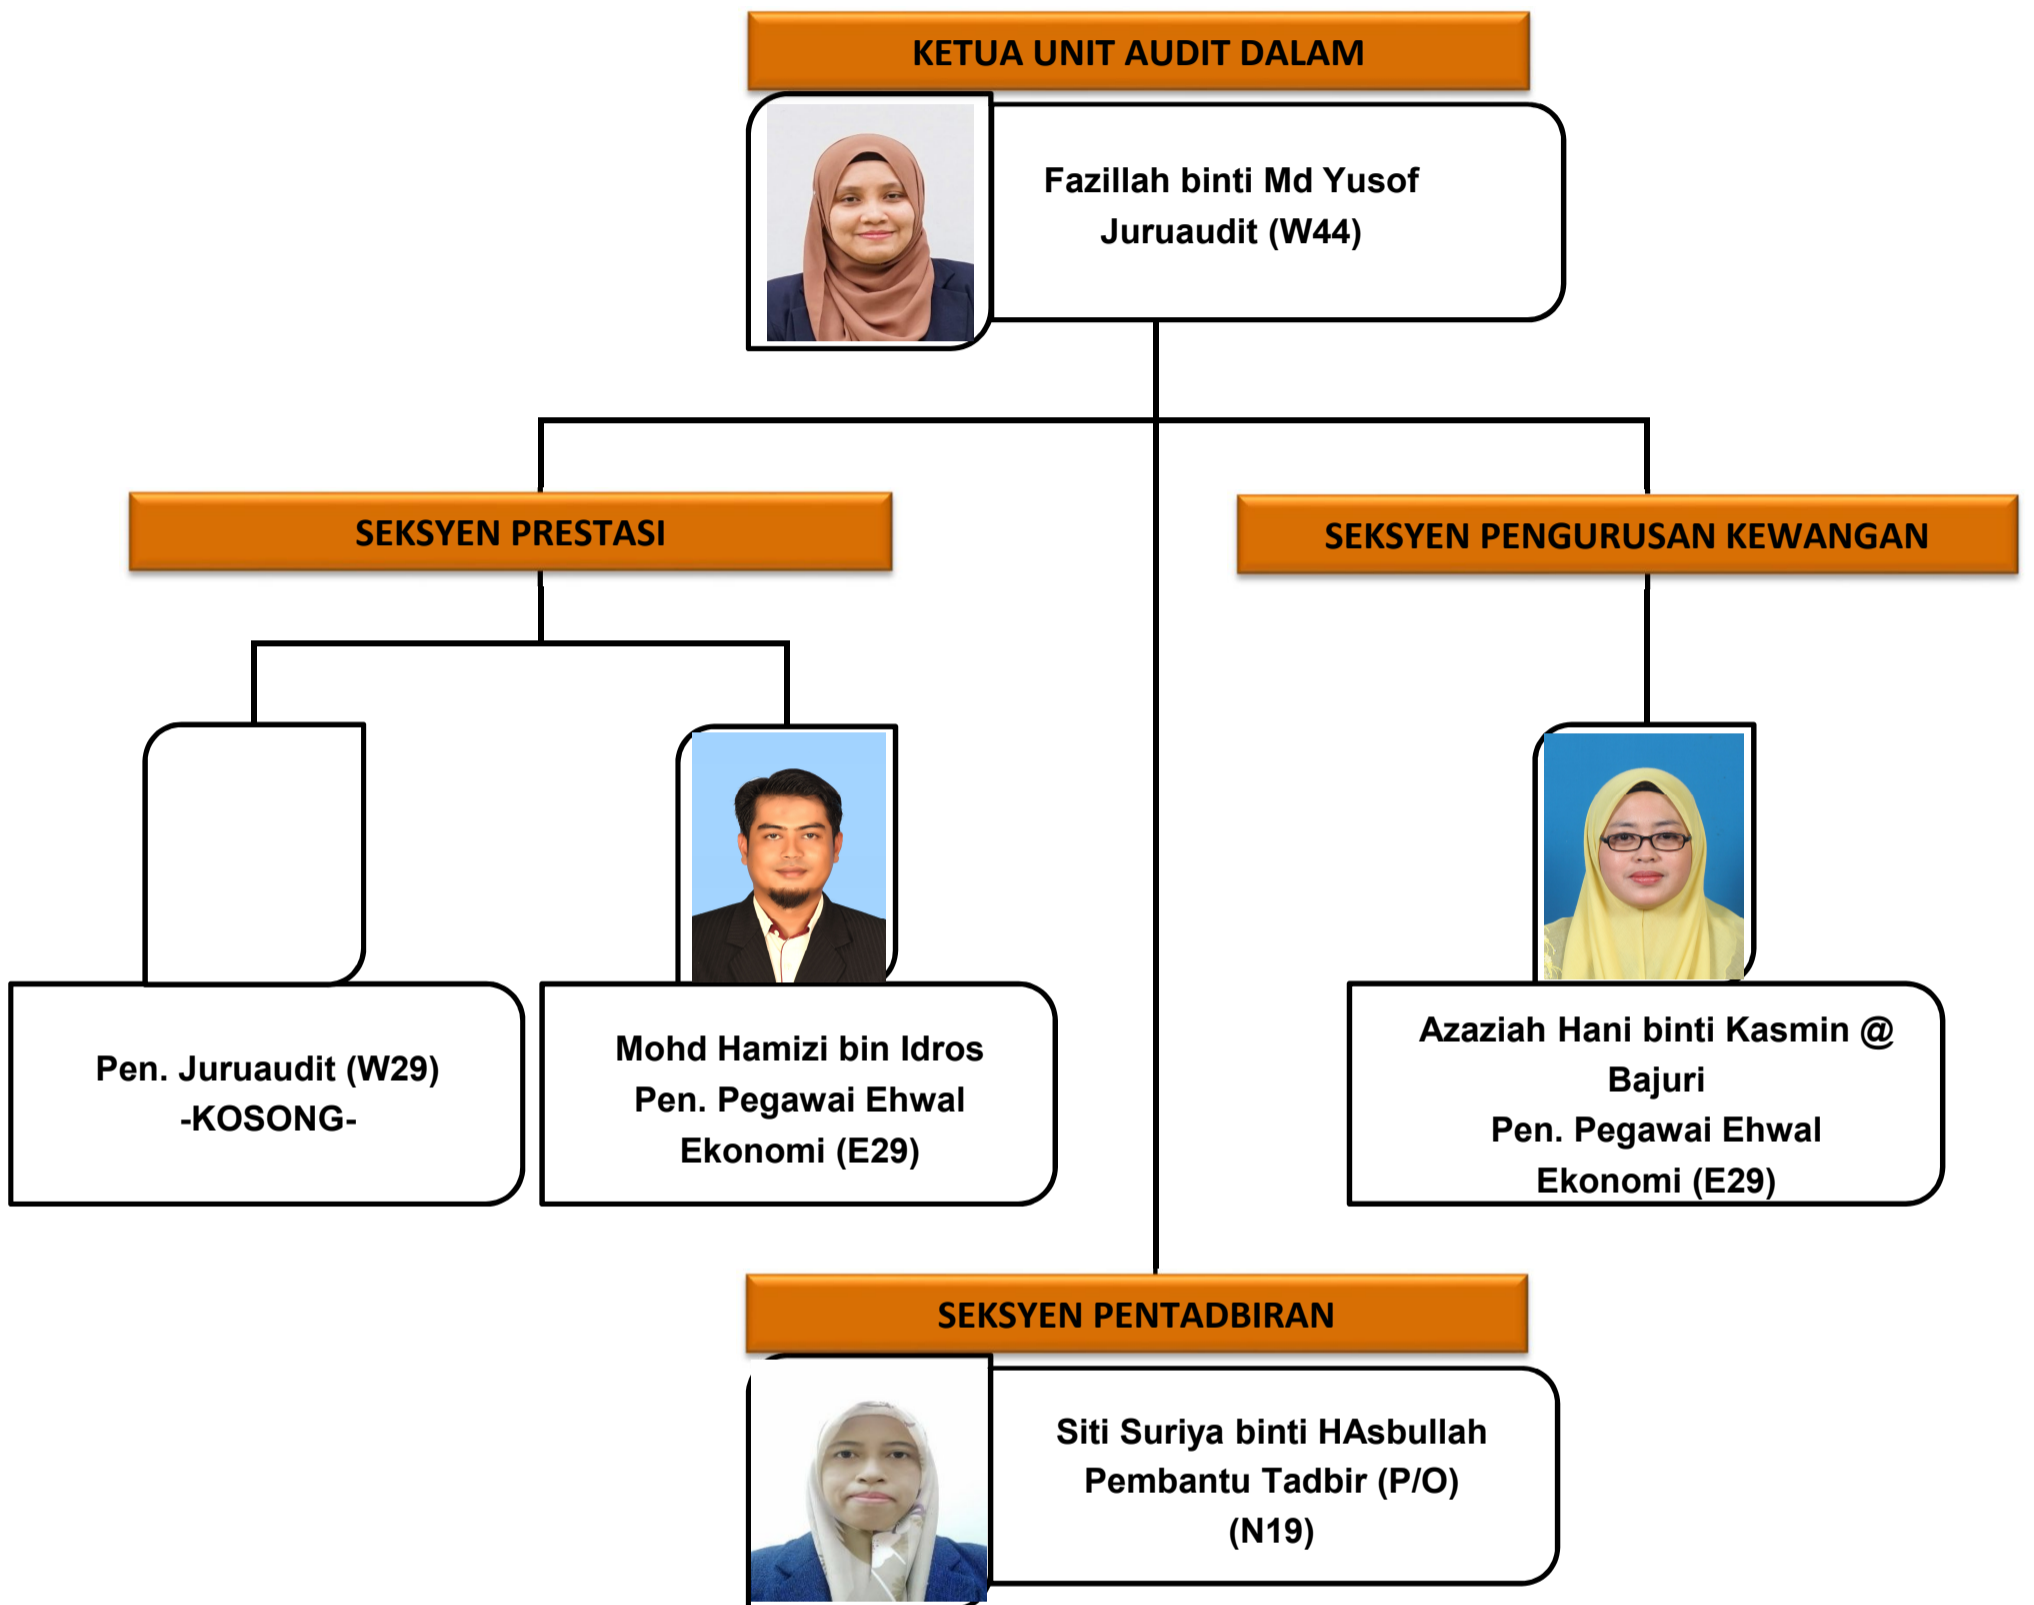 KETUA UNIT AUDIT DALAM
Fazillah binti Md Yusof
Juruaudit (W44)
SEKSYEN PRESTASI
SEKSYEN PENGURUSAN KEWANGAN
Pen. Juruaudit (W29)
-KOSONG-
Mohd Hamizi bin Idros
Pen. Pegawai Ehwal
Ekonomi (E29)
Azaziah Hani binti Kasmin @
Bajuri
Pen. Pegawai Ehwal
Ekonomi (E29)
SEKSYEN PENTADBIRAN
Siti Suriya binti HAsbullah
Pembantu Tadbir (P/O)
(N19)